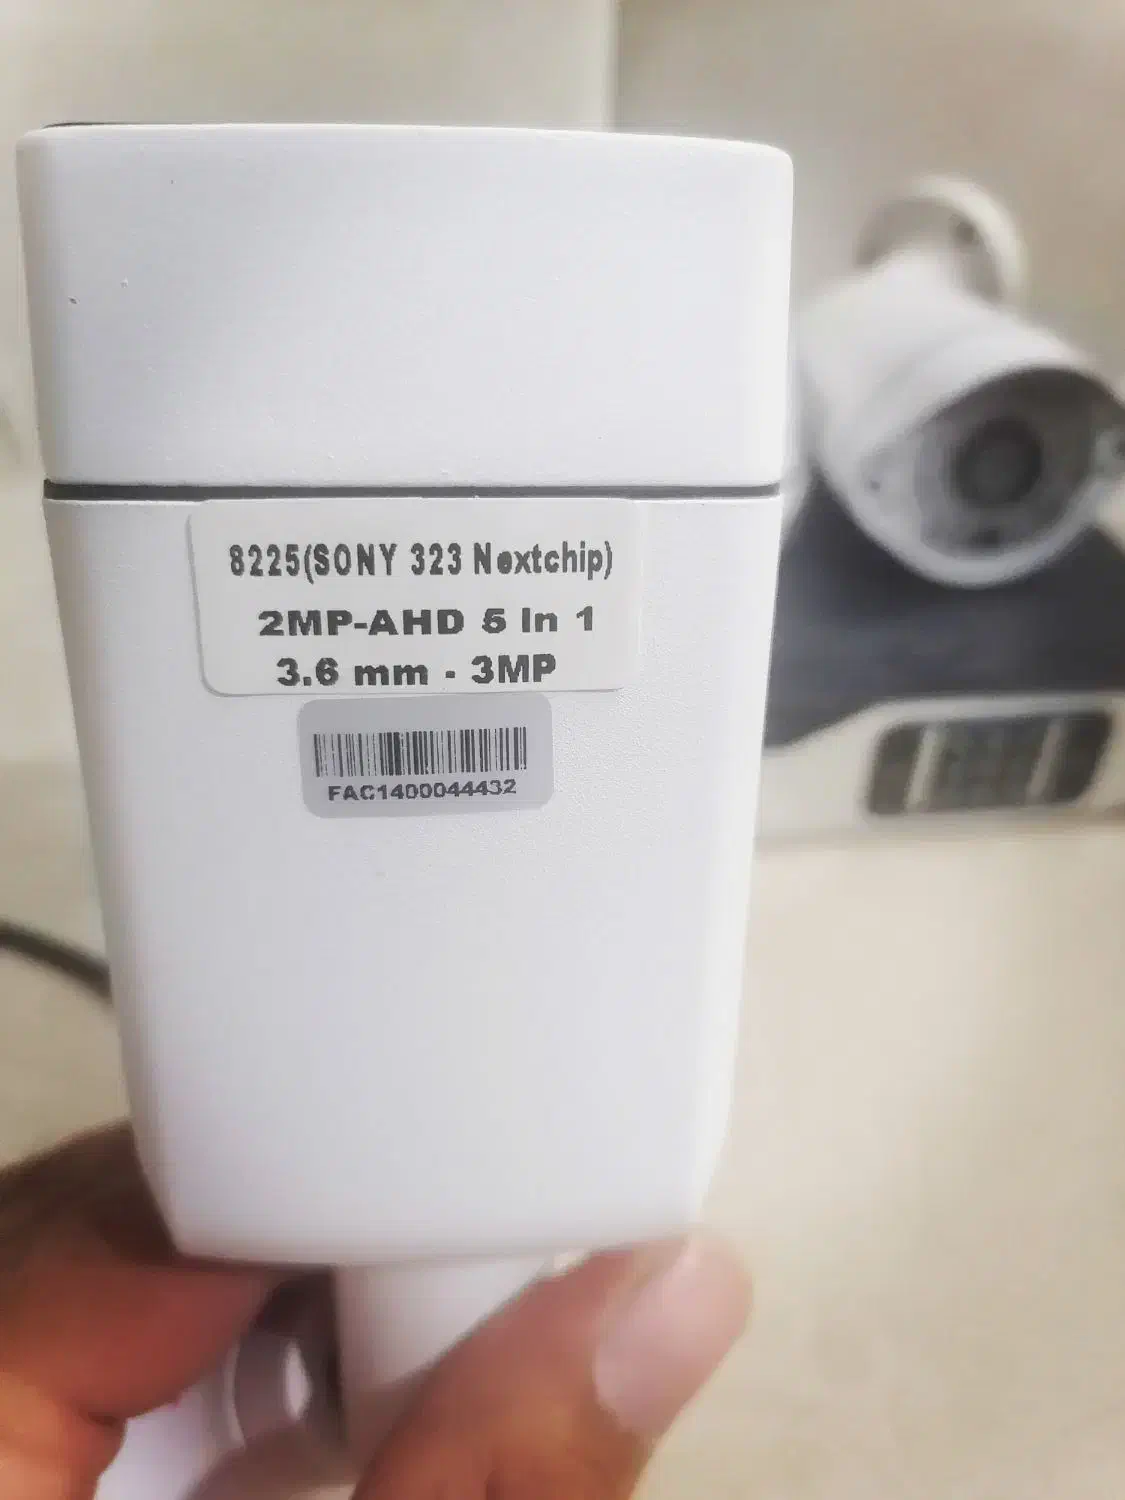 8225(SONY 323 Nextchip)
2MP-AHD 5 In 1
3.6 mm - 3MP
FAC1400044432